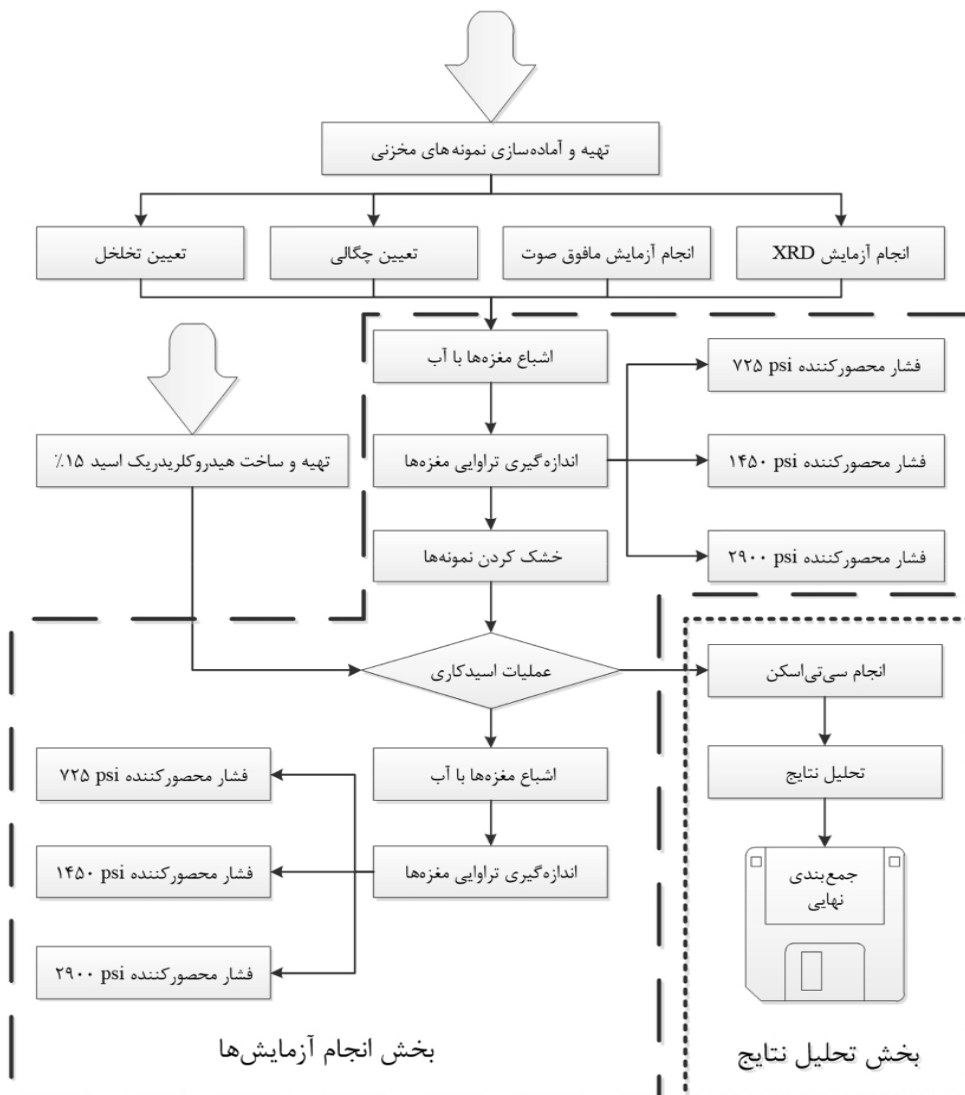 تهیه و آماده‌سازی نمونه‌های مخزنی
انجام آزمایش XRD
انجام آزمایش مافوق صوت
تعیین چگالی
تعیین تخلخل
اشباع مغزه‌ها با آب
فشار محصورکننده ۷۲۵ psi
تهیه و ساخت هیدروکلریدریک اسید ۱۵٪
اندازه‌گیری تراوایی مغزه‌ها
فشار محصورکننده ۱۴۵۰ psi
خشک کردن نمونه‌ها
فشار محصورکننده ۲۹۰۰ psi
عملیات اسیدکاری
انجام سی‌تی‌اسکن
اشباع مغزه‌ها با آب
فشار محصورکننده ۷۲۵ psi
تحلیل نتایج
اندازه‌گیری تراوایی مغزه‌ها
فشار محصورکننده ۱۴۵۰ psi
جمع‌بندی
نهایی
فشار محصورکننده ۲۹۰۰ psi
بخش تحلیل نتایج
بخش انجام آزمایش‌ها